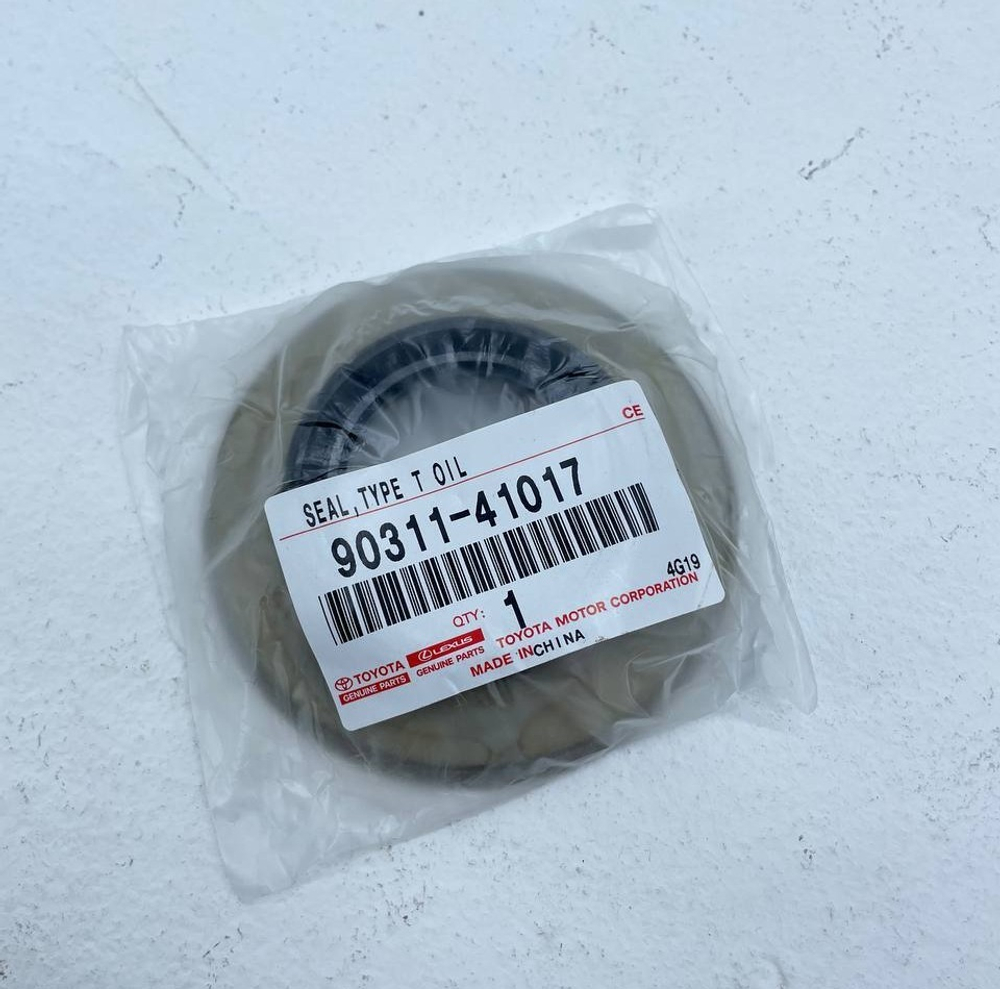 CE
SEAL,TYPE T OIL
90311-41017
4G19
QTY: 1
TOYOTA LEXUS TOYOTA MOTOR CORPORATION
GENUINE PARTS GENUINE PARTS MADE IN CHINA